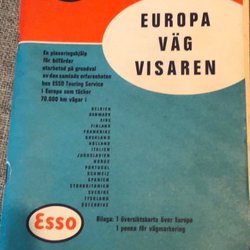 EUROPA
VÄG
VISAREN
En planeringshjälp
för bilfärder
utarbetad på grundval
av den samlade erfarenheten
hos ESSO Touring Service
i Europa som täcker
70.000 km vägar i
BELGIEN
DANMARK
EIRE
FINLAND
FRANKRIKE
GREKLAND
HOLLAND
ITALIEN
JUGOSLAVIEN
NORGE
PORTUGAL
SCHWEIZ
SPANIEN
STORBRITANNIEN
SVERIGE
TYSKLAND
ÖSTERRIKE
Esso
Bilaga: 1 översiktskarta över Europa
1 penna för vägmarkering